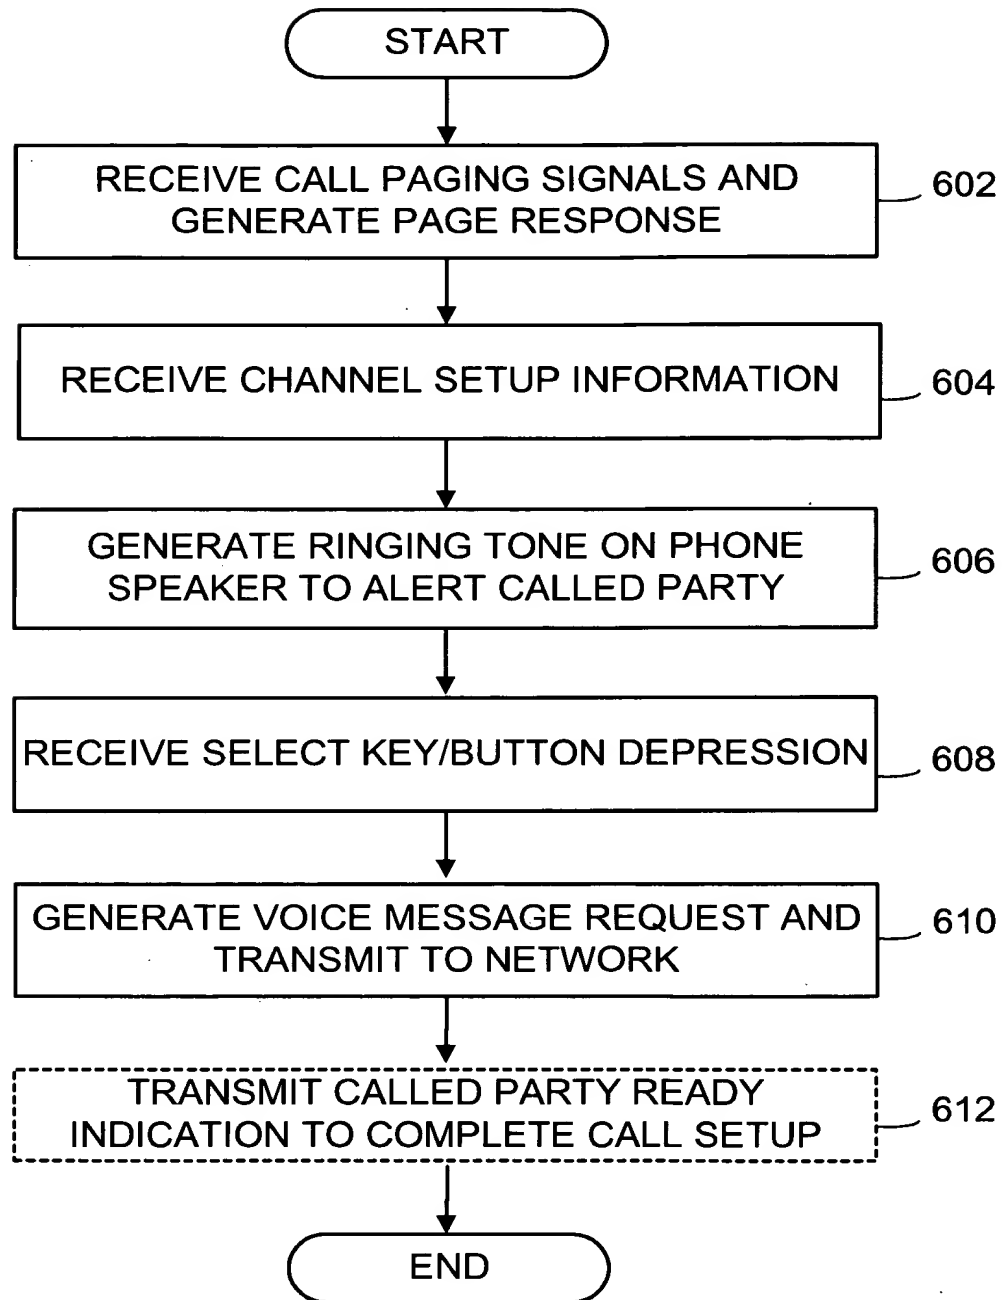 START
RECEIVE CALL PAGING SIGNALS AND
GENERATE PAGE RESPONSE
602
RECEIVE CHANNEL SETUP INFORMATION
604
GENERATE RINGING TONE ON PHONE
SPEAKER TO ALERT CALLED PARTY
606
RECEIVE SELECT KEY/BUTTON DEPRESSION
608
GENERATE VOICE MESSAGE REQUEST AND
TRANSMIT TO NETWORK
610
TRANSMIT CALLED PARTY READY
INDICATION TO COMPLETE CALL SETUP
612
END